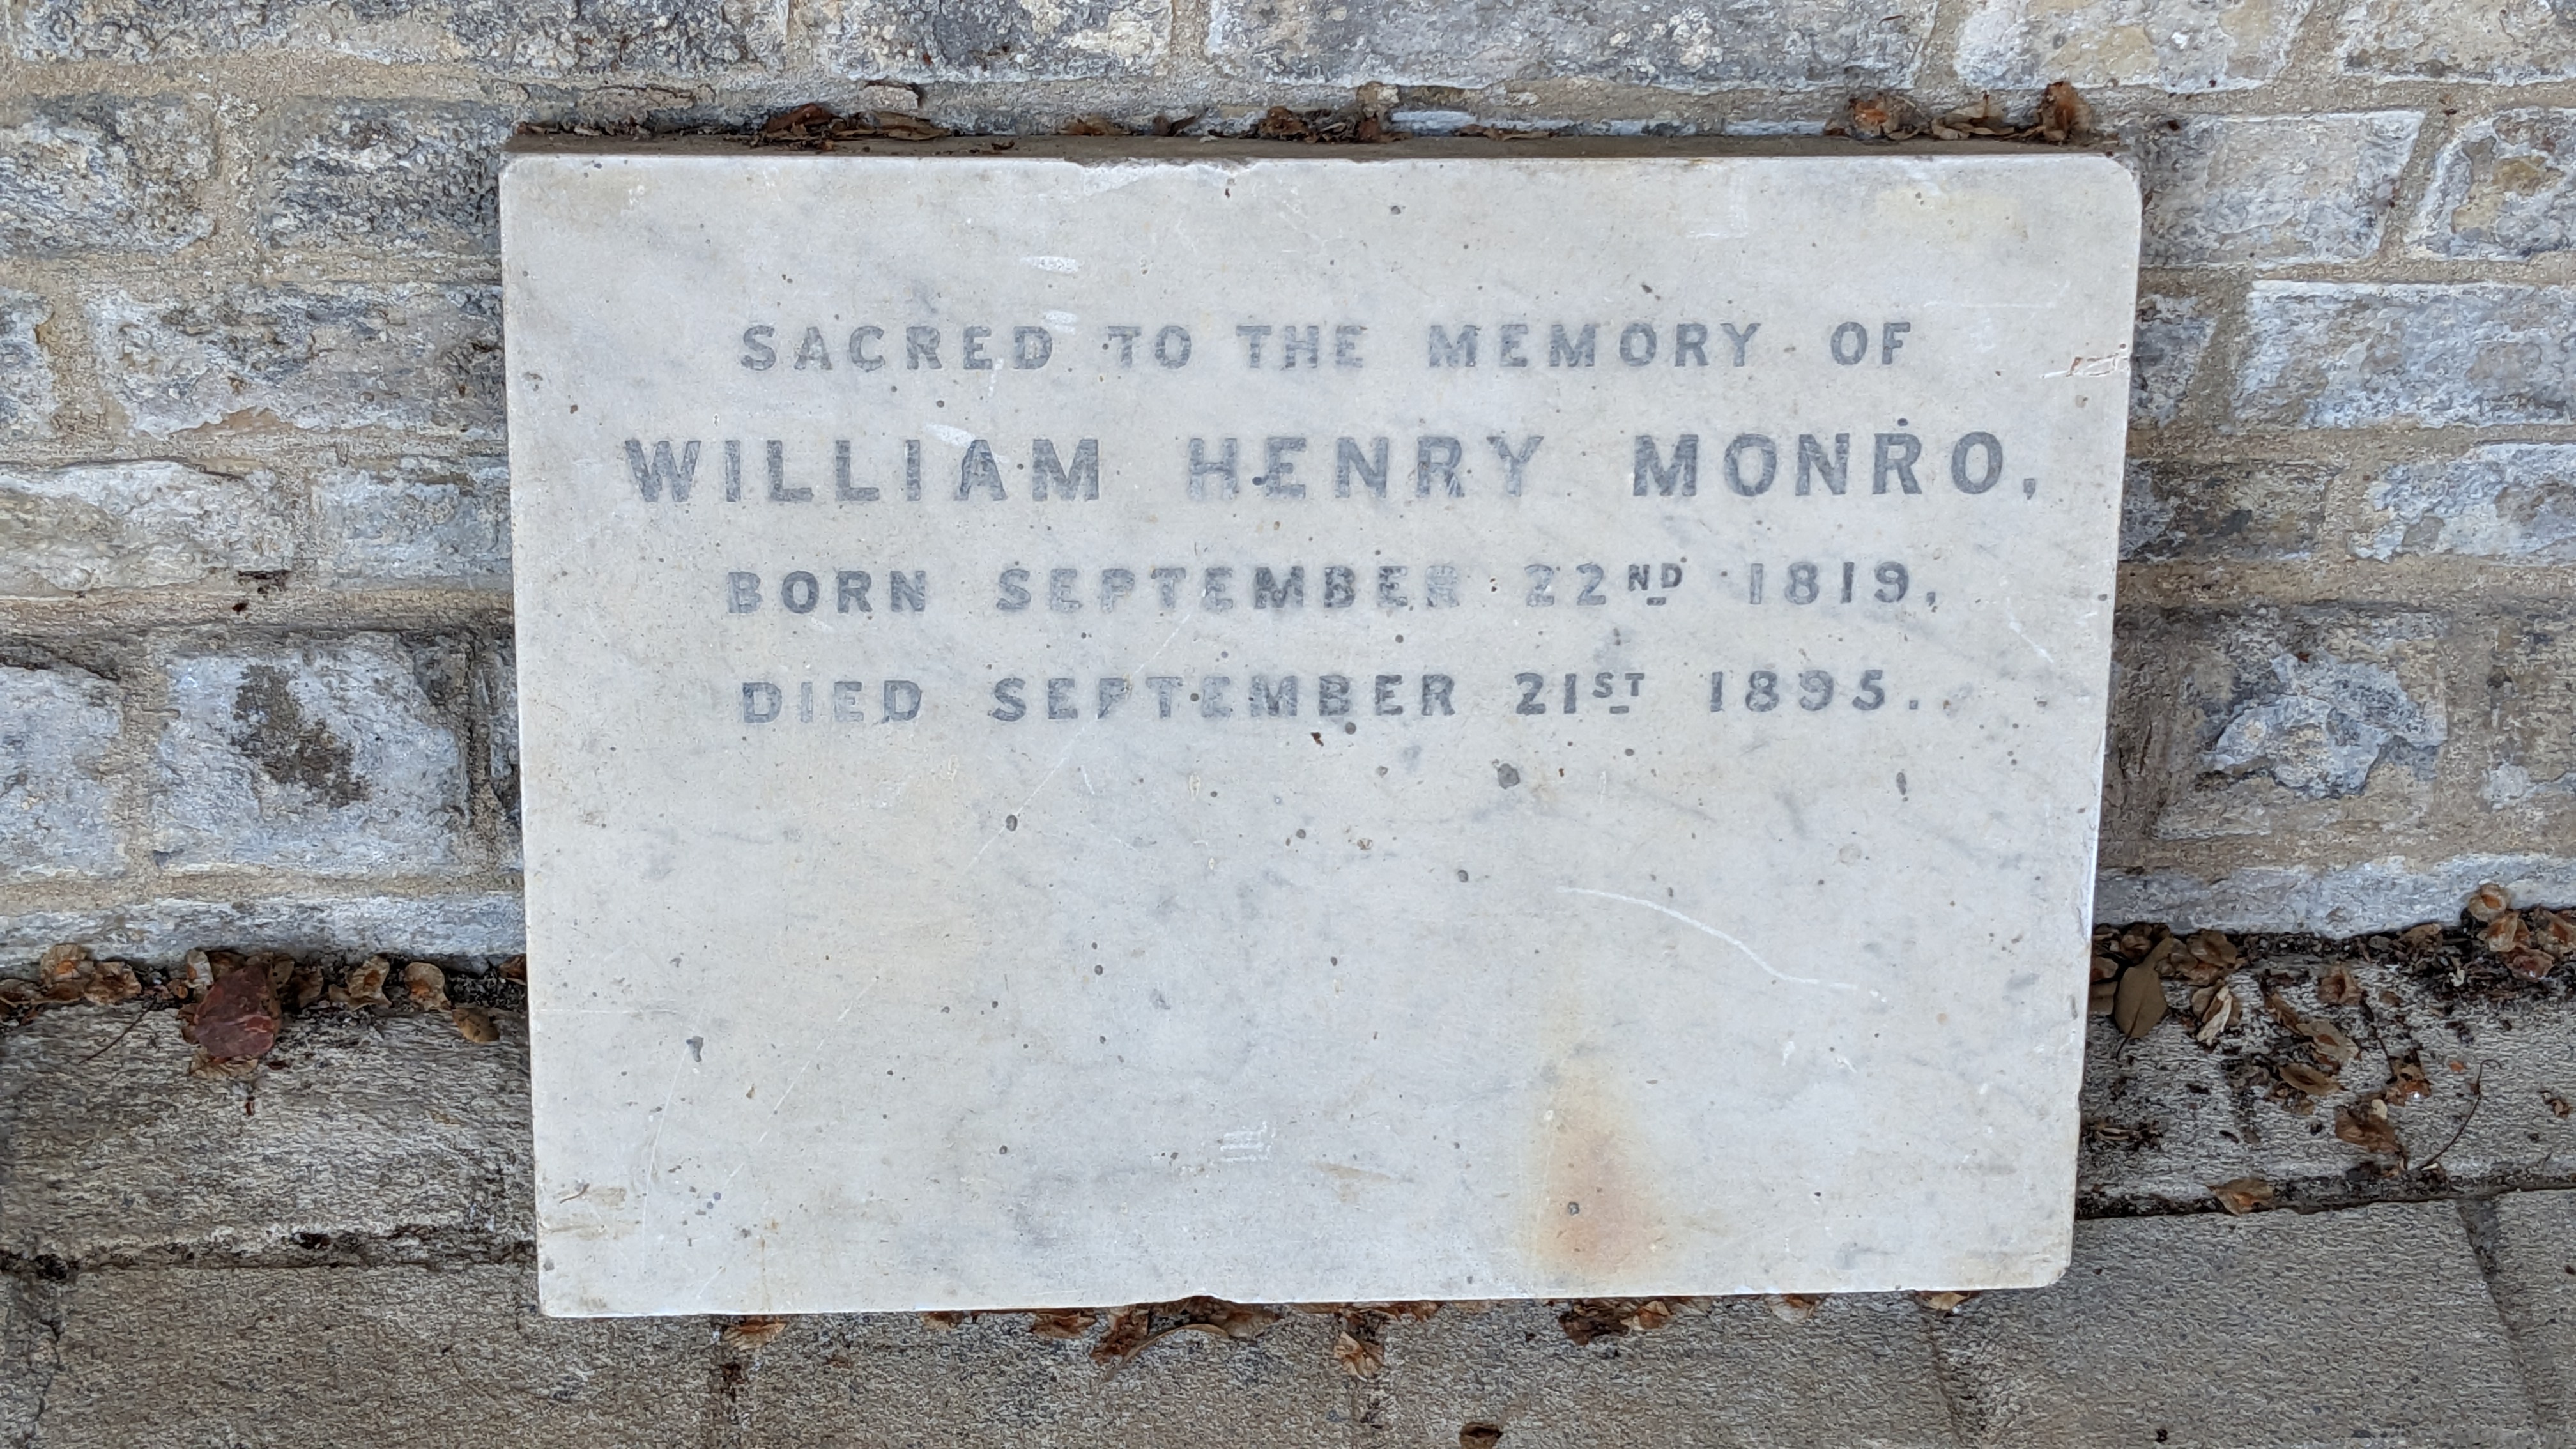 SACRED TO THE MEMORY OF
WILLIAM HENRY MONRO,
BORN SEPTEMBER 22ND 1819,
DIED SEPTEMBER 21ST 1895.